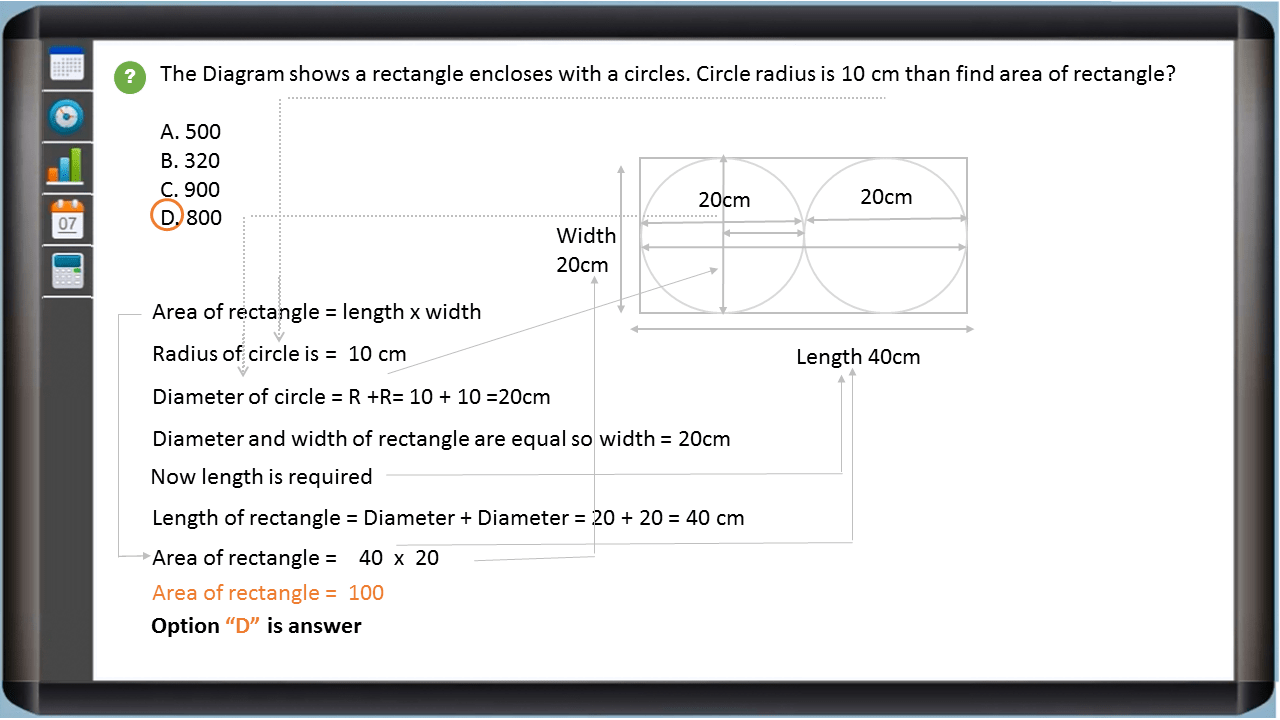 ? The Diagram shows a rectangle encloses with a circles. Circle radius is 10 cm than find area of rectangle?
A. 500
B. 320
C. 900
D. 800
07
20cm
20cm
Width
20cm
Length 40cm
Area of rectangle = length x width
Radius of circle is = 10 cm
Diameter of circle = R +R= 10 + 10 =20cm
Diameter and width of rectangle are equal so width = 20cm
Now length is required
Length of rectangle = Diameter + Diameter = 20 + 20 = 40 cm
Area of rectangle = 40 x 20
Area of rectangle = 100
Option “D” is answer